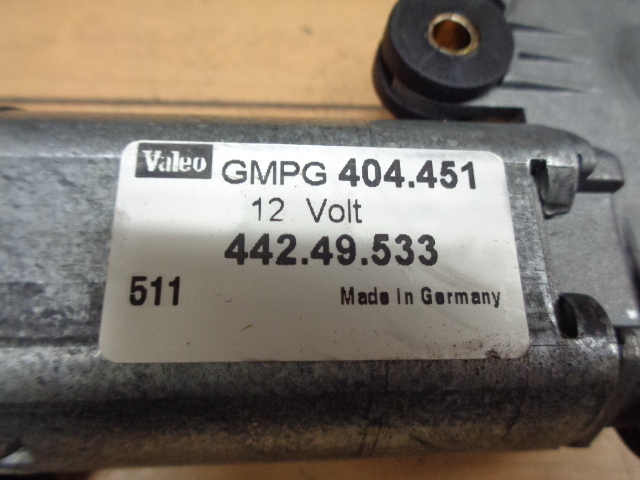 Valeo GMPG 404.451
12 Volt
442.49.533
511 Made In Germany